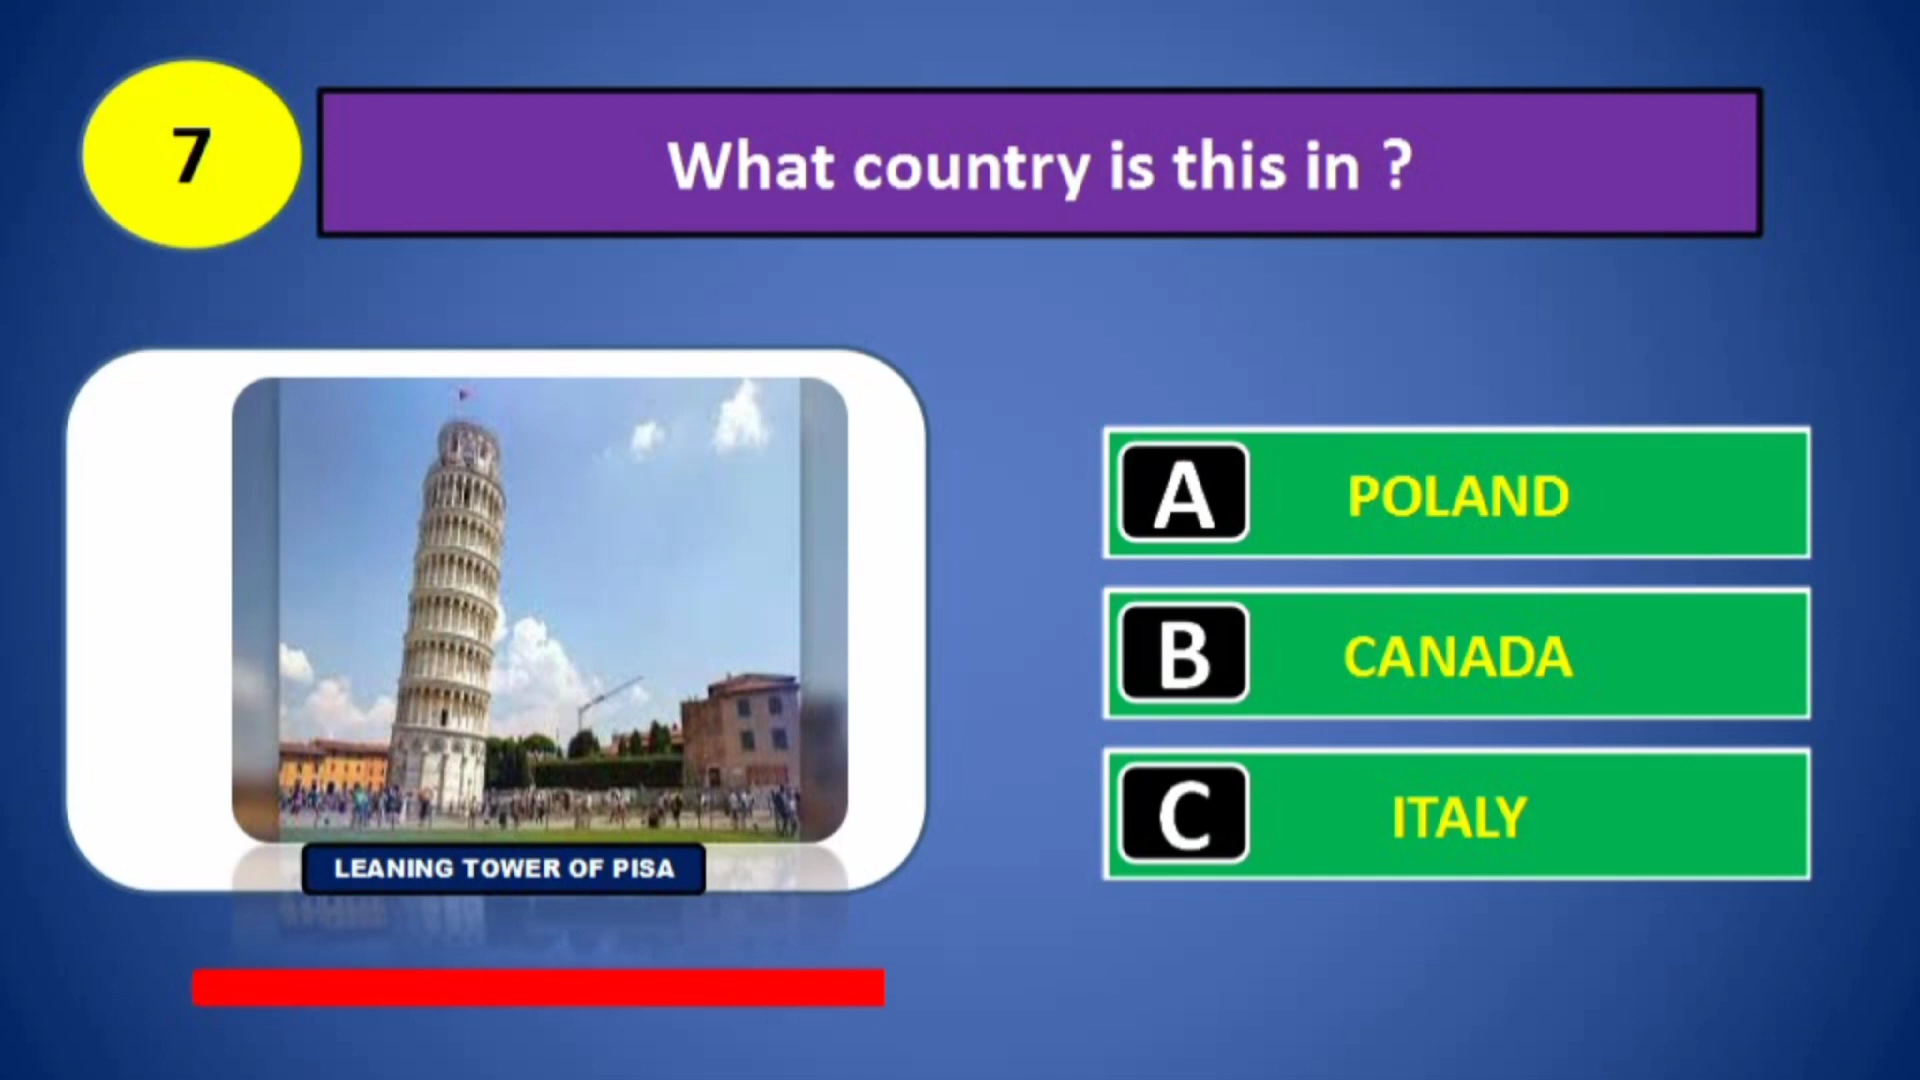 7
What country is this in ?
LEANING TOWER OF PISA
A POLAND
B CANADA
C ITALY